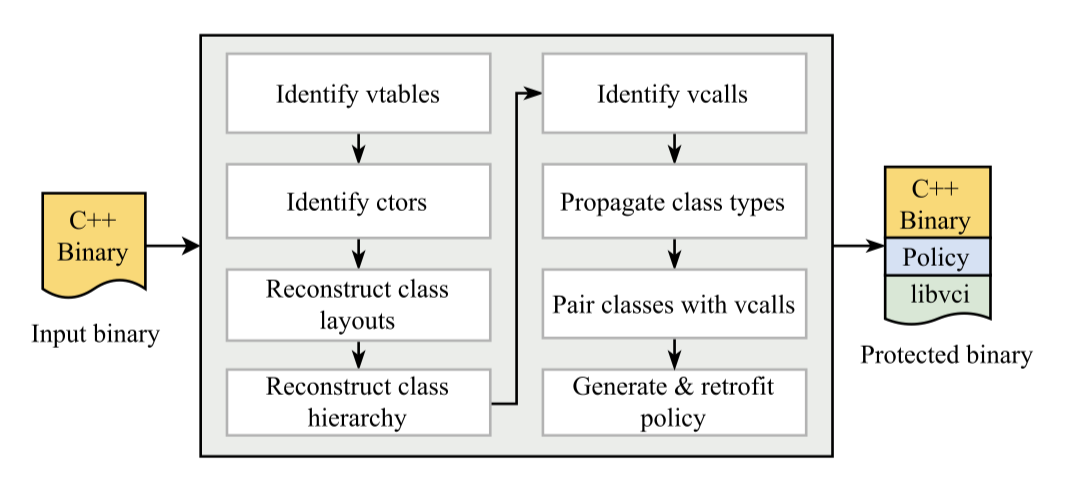 C++
Binary
Input binary
Identify vtables
Identify ctors
Reconstruct class
layouts
Reconstruct class
hierarchy
Identify vcalls
Propagate class types
Pair classes with vcalls
Generate & retrofit
policy
C++
Binary
Policy
libvci
Protected binary